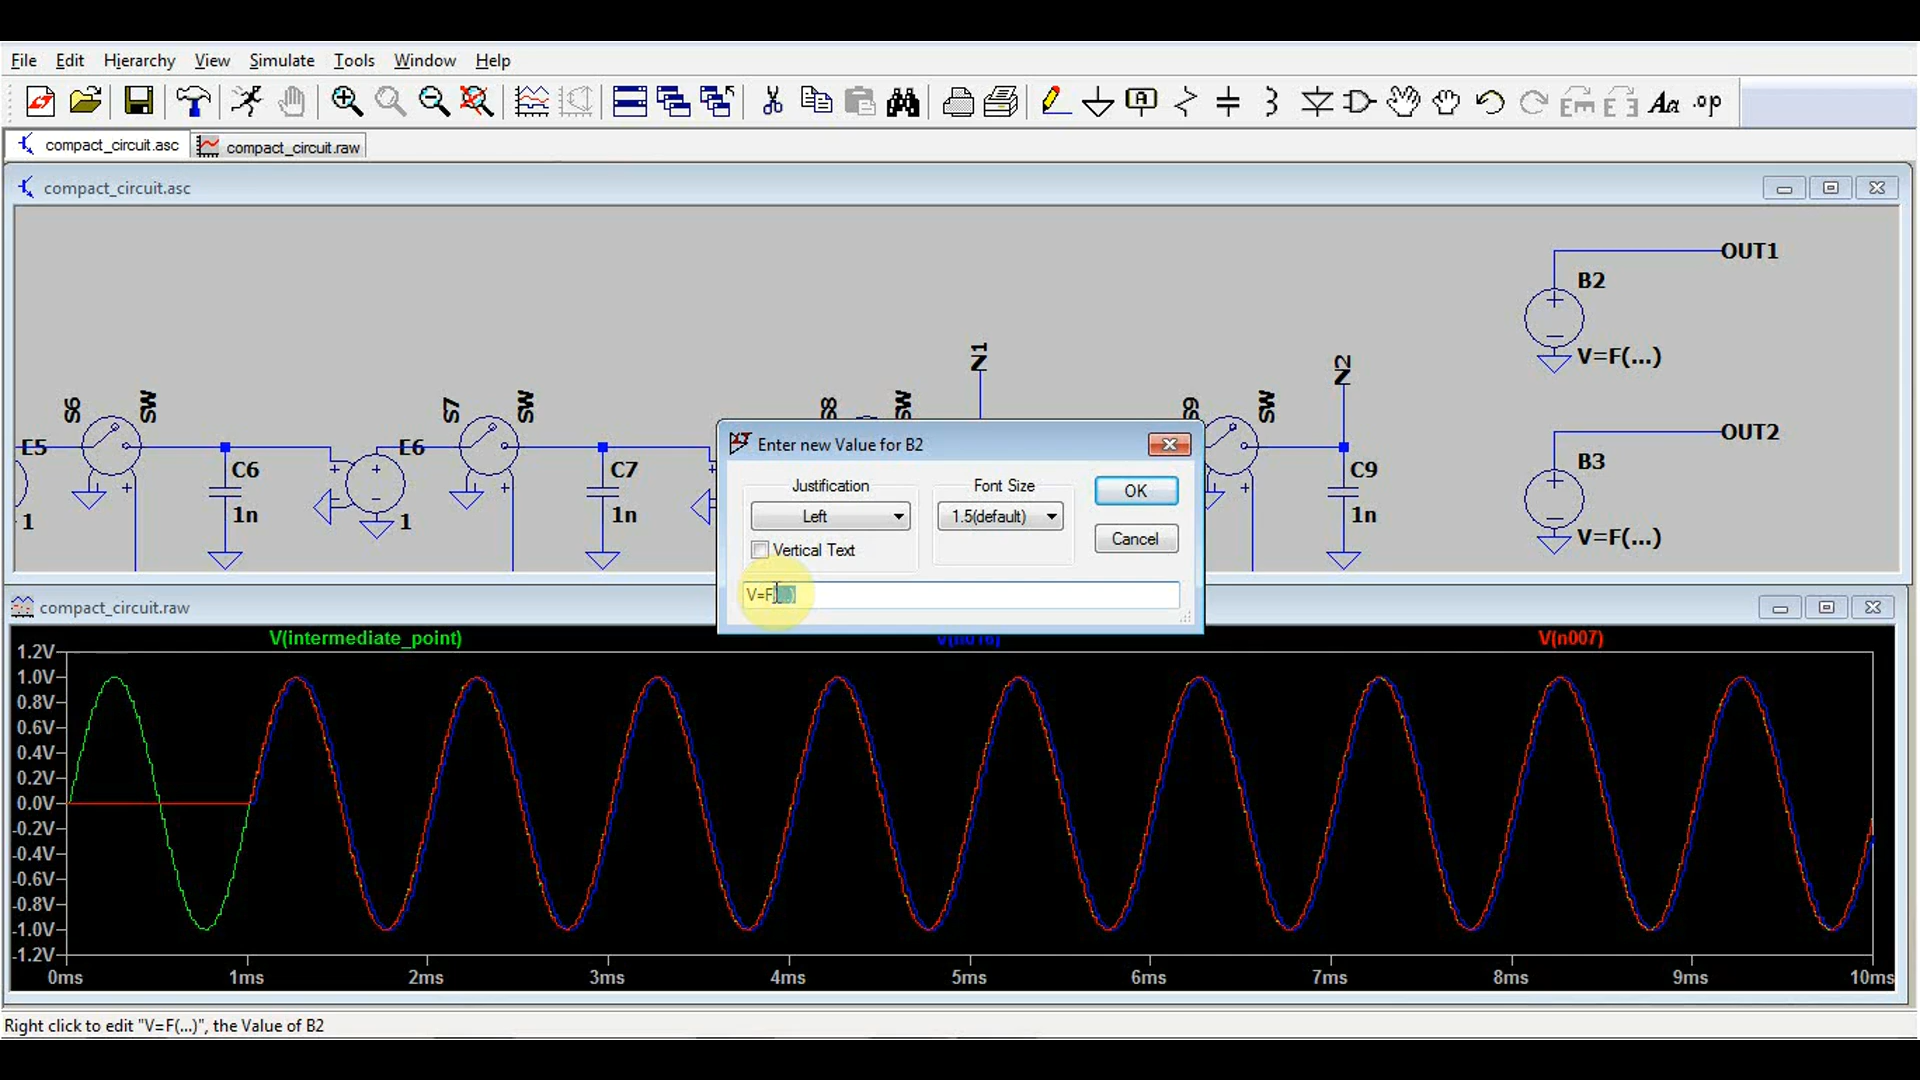 File Edit Hierarchy View Simulate Tools Window Help
A Aa .op
compact_circuit.asc compact_circuit.raw
compact_circuit.asc
OUT1
B2
V=F(...)
OUT2
B3
V=F(...)
N1
N2
S6 SW S7 SW S8 SW S9 SW
E5 E6
C6 C7 C9
1n 1n 1n
1 1
Enter new Value for B2
Justification Font Size OK
Left 1.5(default)
Cancel
Vertical Text
V=F
compact_circuit.raw
V(intermediate_point) V(n007)
1.2V
1.0V
0.8V
0.6V
0.4V
0.2V
0.0V
-0.2V
-0.4V
-0.6V
-0.8V
-1.0V
-1.2V
0ms 1ms 2ms 3ms 4ms 5ms 6ms 7ms 8ms 9ms 10ms
Right click to edit "V=F(...)", the Value of B2